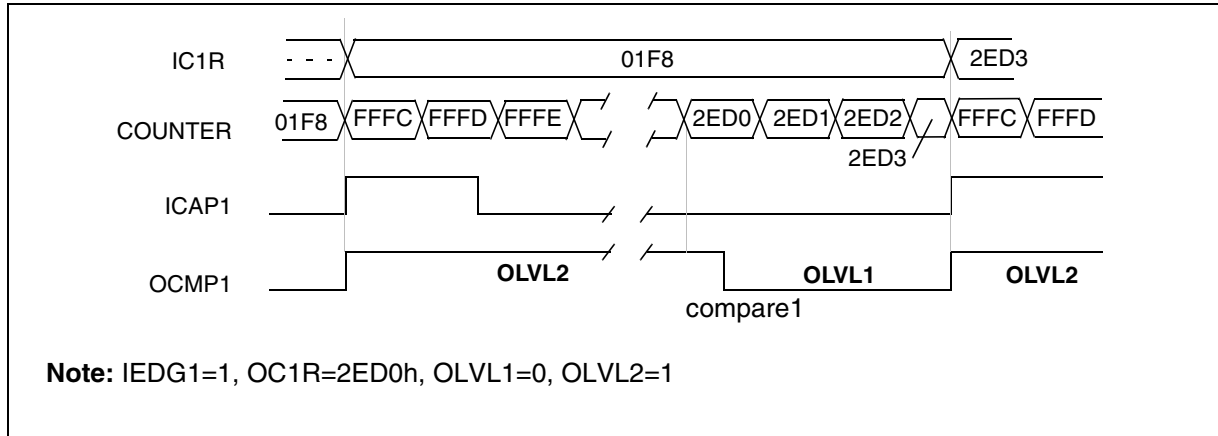 IC1R - - - 01F8 2ED3
COUNTER 01F8 FFFC FFFD FFFE 2ED0 2ED1 2ED2 FFFC FFFD
2ED3
ICAP1
OCMP1 OLVL2 OLVL1 OLVL2
compare1
Note: IEDG1=1, OC1R=2ED0h, OLVL1=0, OLVL2=1